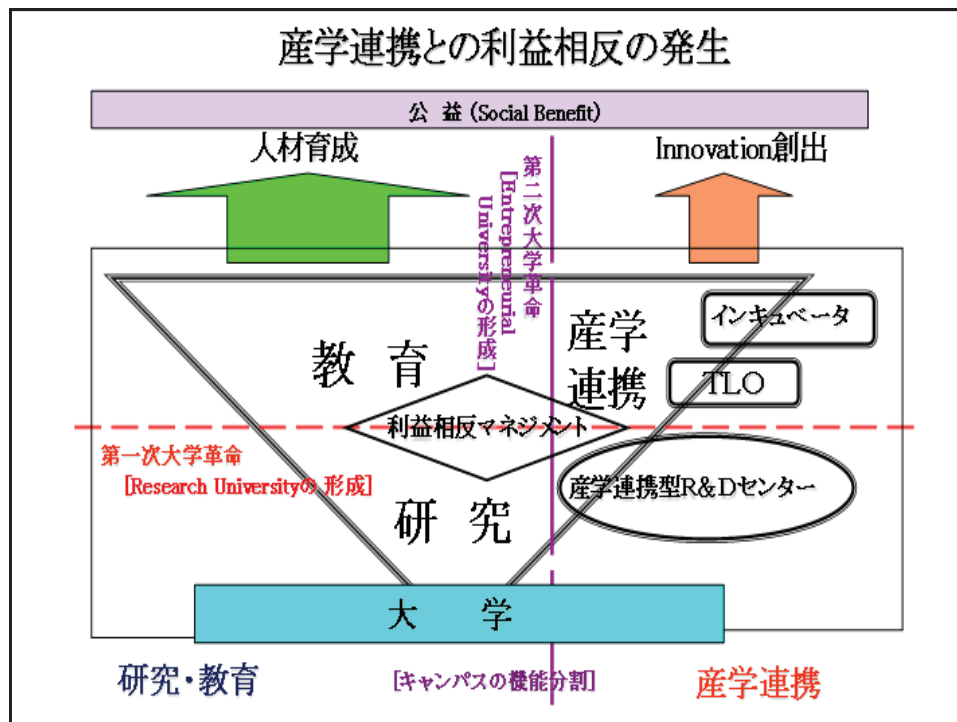 産学連携との利益相反の発生
公 益 (Social Benefit)
人材育成
Innovation創出
第二次大学革命
[Entrepreneurial
Universityの形成]
教 育
産学
連携
インキュベータ
TLO
利益相反マネジメント
第一次大学革命
[Research Universityの 形成]
産学連携型R&Dセンター
研 究
大 学
研究・教育
[キャンパスの機能分割]
産学連携